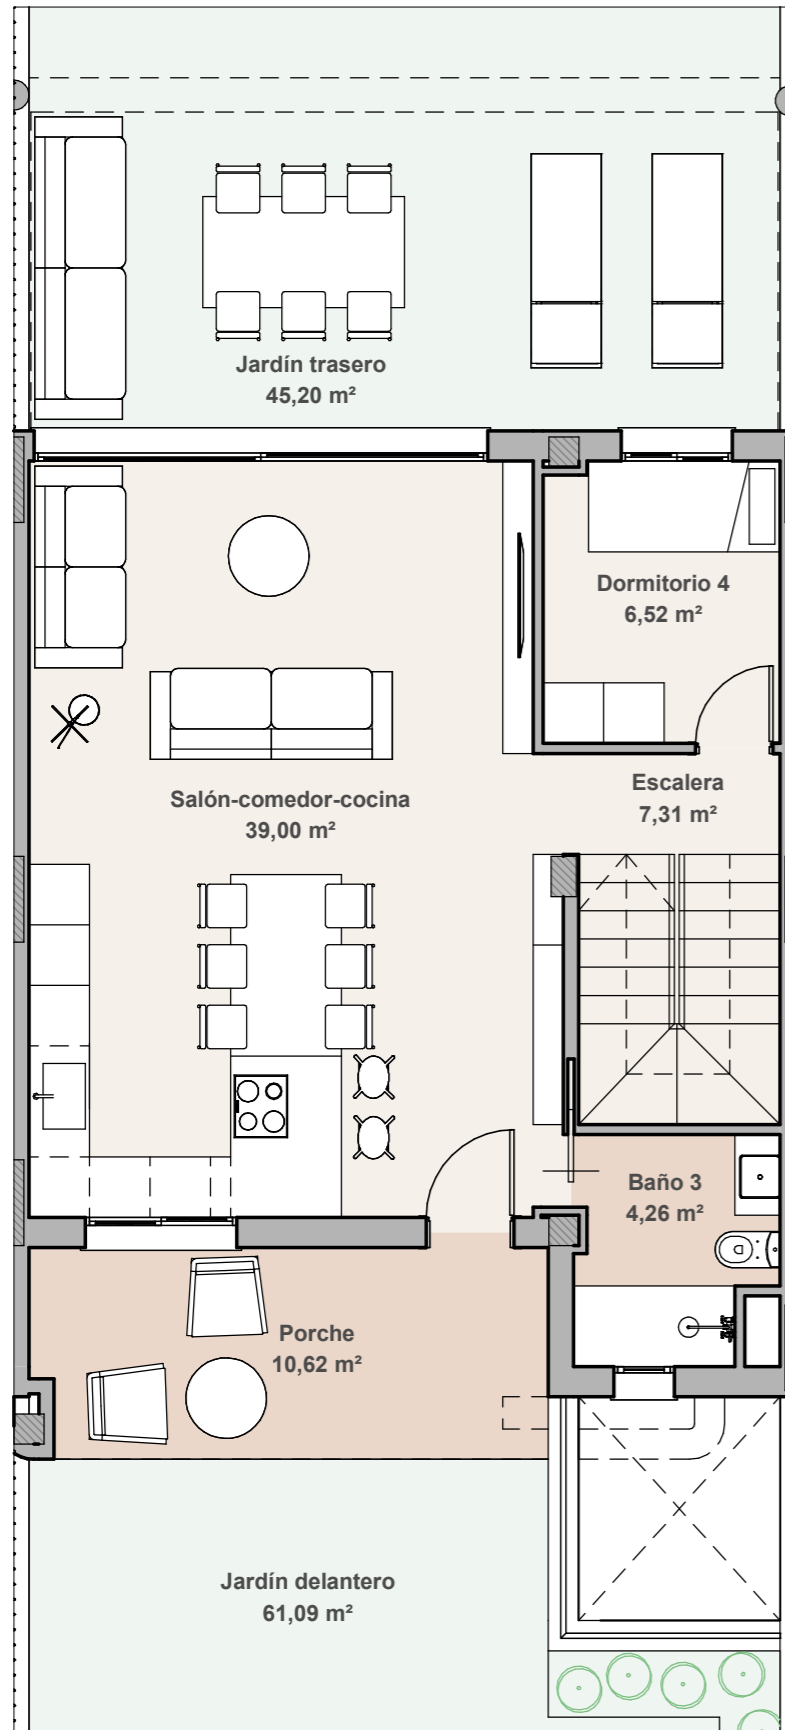 Jardín trasero
45,20 m²
Dormitorio 4
6,52 m²
Escalera
7,31 m²
Salón-comedor-cocina
39,00 m²
Baño 3
4,26 m²
Porche
10,62 m²
Jardín delantero
61,09 m²